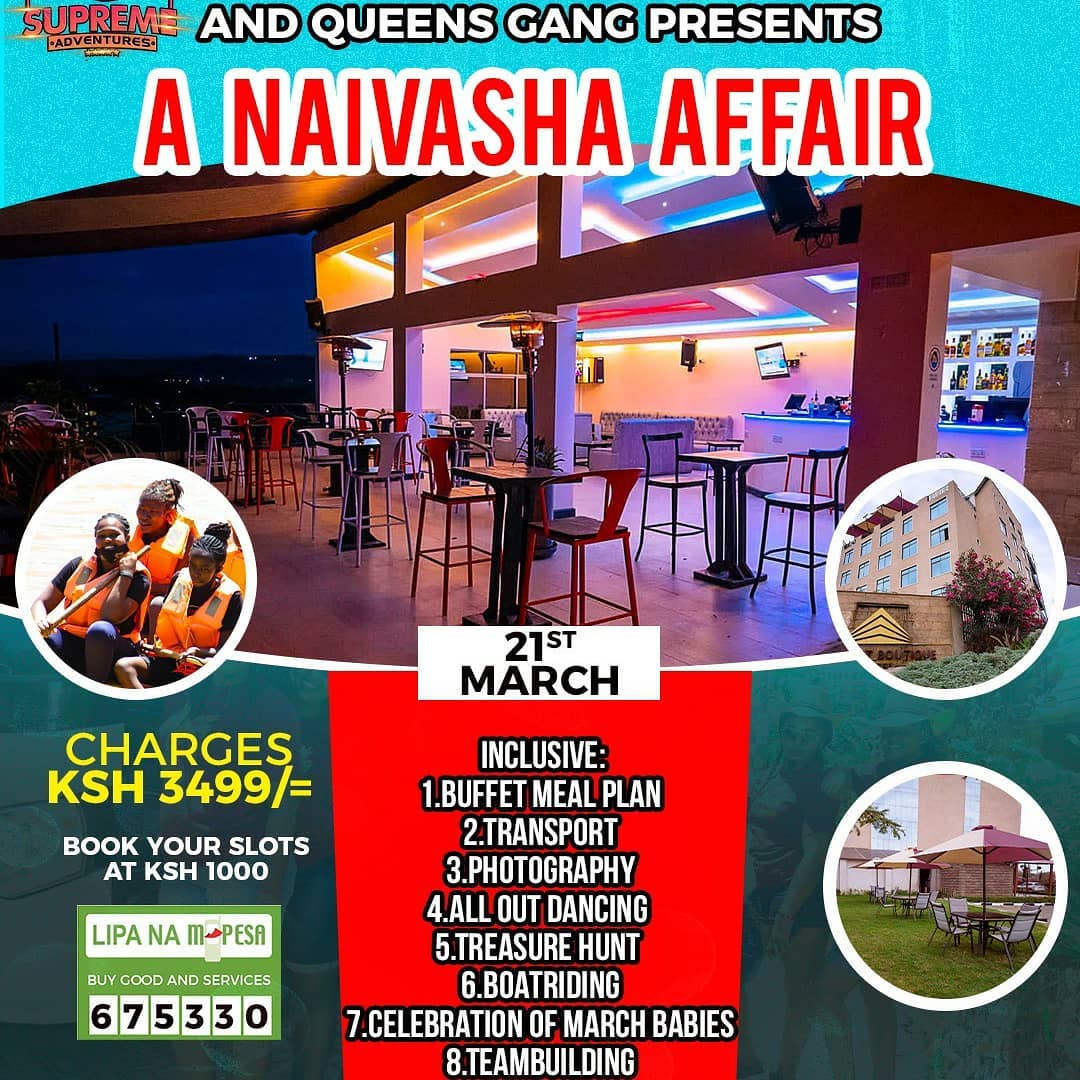 SUPREME
ADVENTURES
AND QUEENS GANG PRESENTS
A NAIVASHA AFFAIR
BOUTIQUE
21ST
MARCH
CHARGES
KSH 3499/=
BOOK YOUR SLOTS
AT KSH 1000
LIPA NA M-PESA
BUY GOOD AND SERVICES
675330
INCLUSIVE:
1.BUFFET MEAL PLAN
2.TRANSPORT
3.PHOTOGRAPHY
4.ALL OUT DANCING
5.TREASURE HUNT
6.BOATRIDING
7.CELEBRATION OF MARCH BABIES
8.TEAMBUILDING